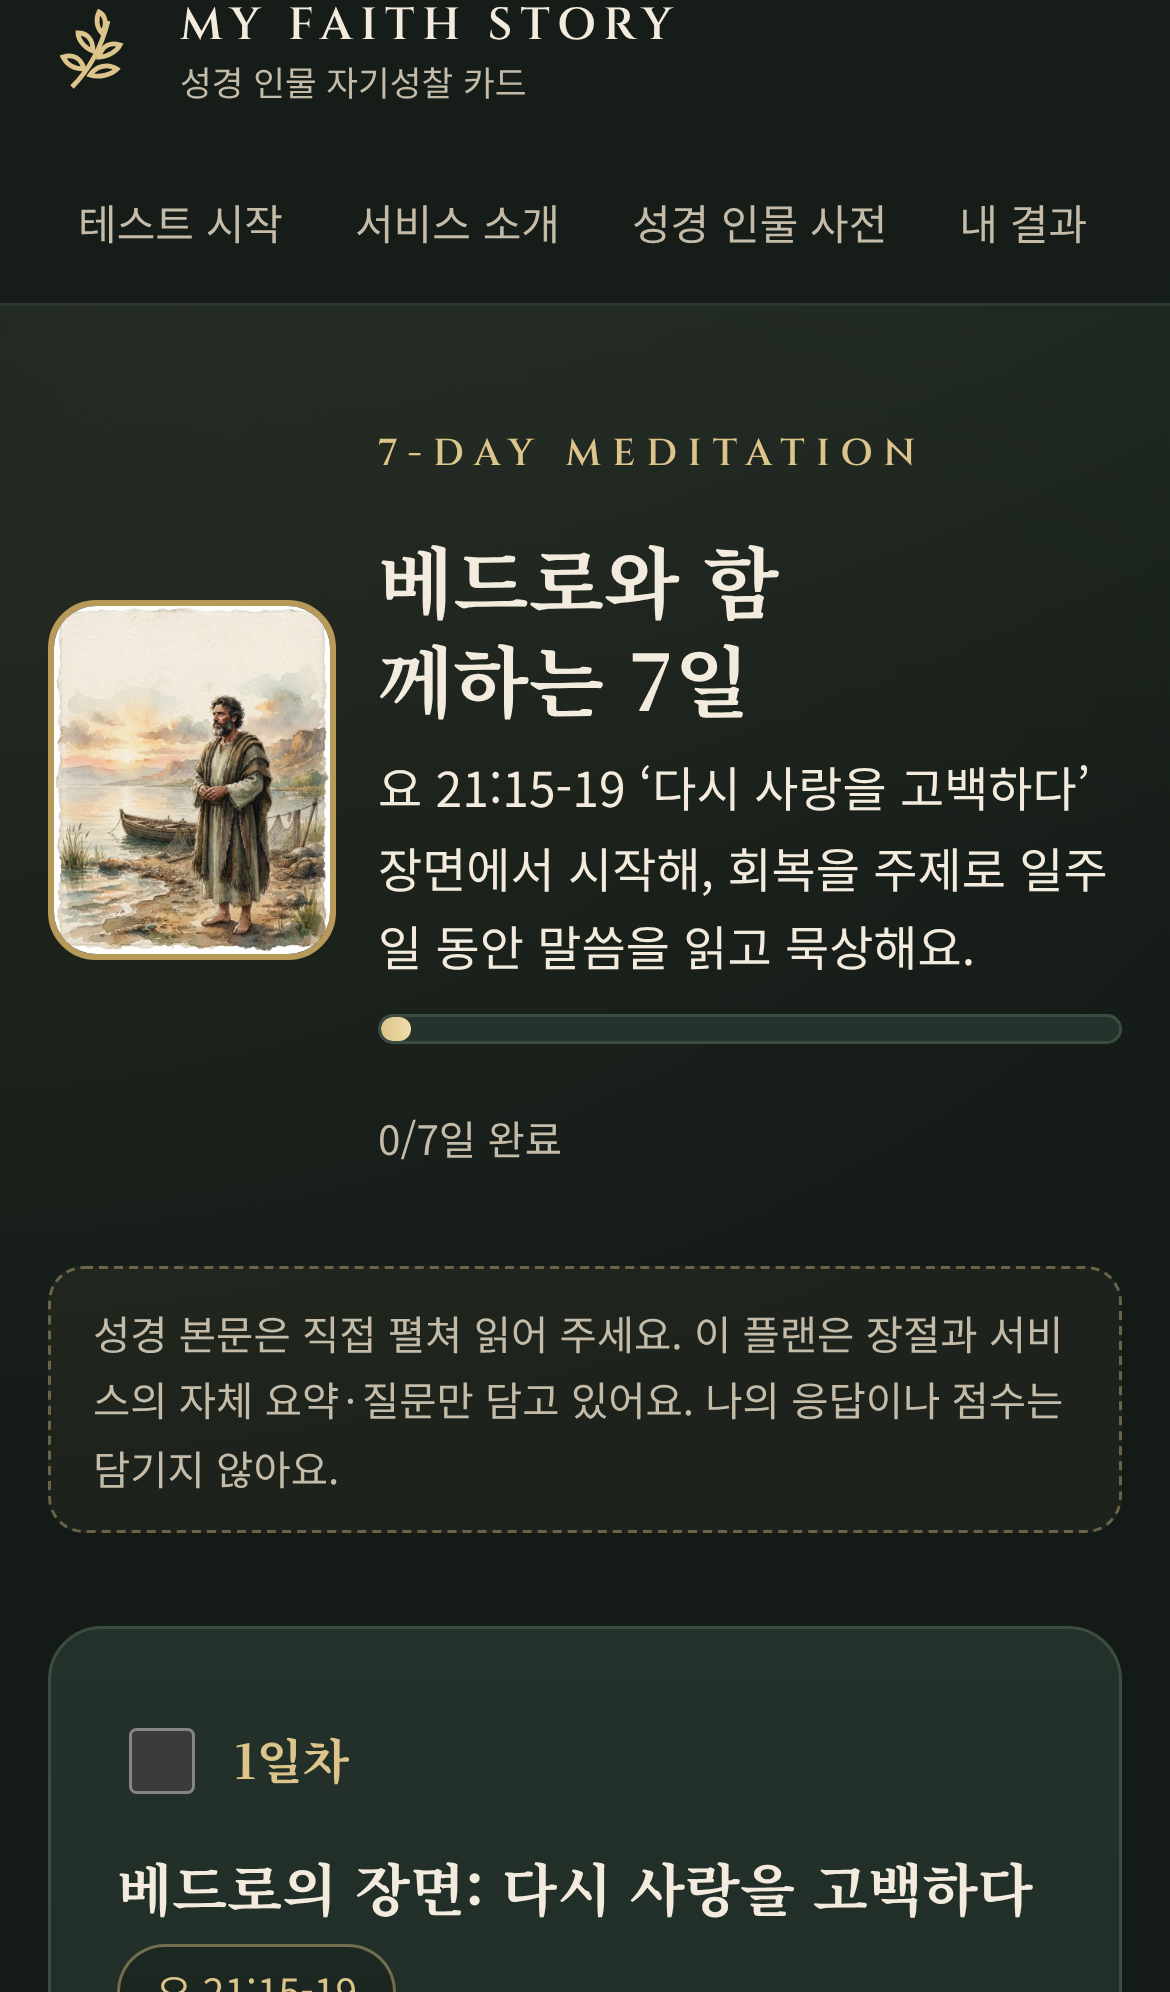 MY FAITH STORY
성경 인물 자기성찰 카드
테스트 시작 서비스 소개 성경 인물 사전 내 결과
7-DAY MEDITATION
베드로와 함
께하는 7일
요 21:15-19 ‘다시 사랑을 고백하다’
장면에서 시작해, 회복을 주제로 일주
일 동안 말씀을 읽고 묵상해요.
0/7일 완료
성경 본문은 직접 펼쳐 읽어 주세요. 이 플랜은 장절과 서비
스의 자체 요약·질문만 담고 있어요. 나의 응답이나 점수는
담기지 않아요.
1일차
베드로의 장면: 다시 사랑을 고백하다
요 21:15-19